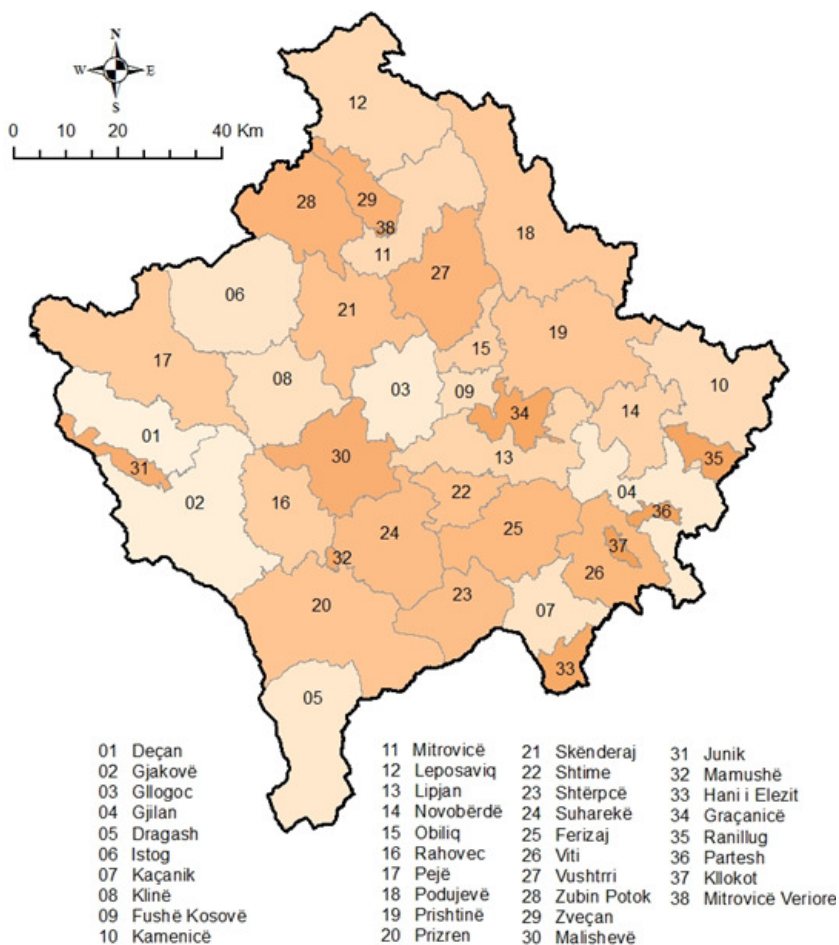 N
W E
S
0 10 20 40 Km
12
29
28
38
18
11
27
06
21
19
15
17
10
08
03
09
14
34
01
13
35
30
31
04
22
02
16
36
24
25
37
32
26
20
23
07
33
05
01 Deçan
02 Gjakovë
03 Gllogoc
04 Gjilan
05 Dragash
06 Istog
07 Kaçanik
08 Klinë
09 Fushë Kosovë
10 Kamenicë
11 Mitrovicë
12 Leposaviq
13 Lipjan
14 Novobërdë
15 Obiliq
16 Rahovec
17 Pejë
18 Podujevë
19 Prishtinë
20 Prizren
21 Skënderaj
22 Shtime
23 Shtërpcë
24 Suharekë
25 Ferizaj
26 Viti
27 Vushtrri
28 Zubin Potok
29 Zveçan
30 Malishevë
31 Junik
32 Mamushë
33 Hani i Elezit
34 Graçanicë
35 Ranillug
36 Partesh
37 Kllokot
38 Mitrovicë Veriore